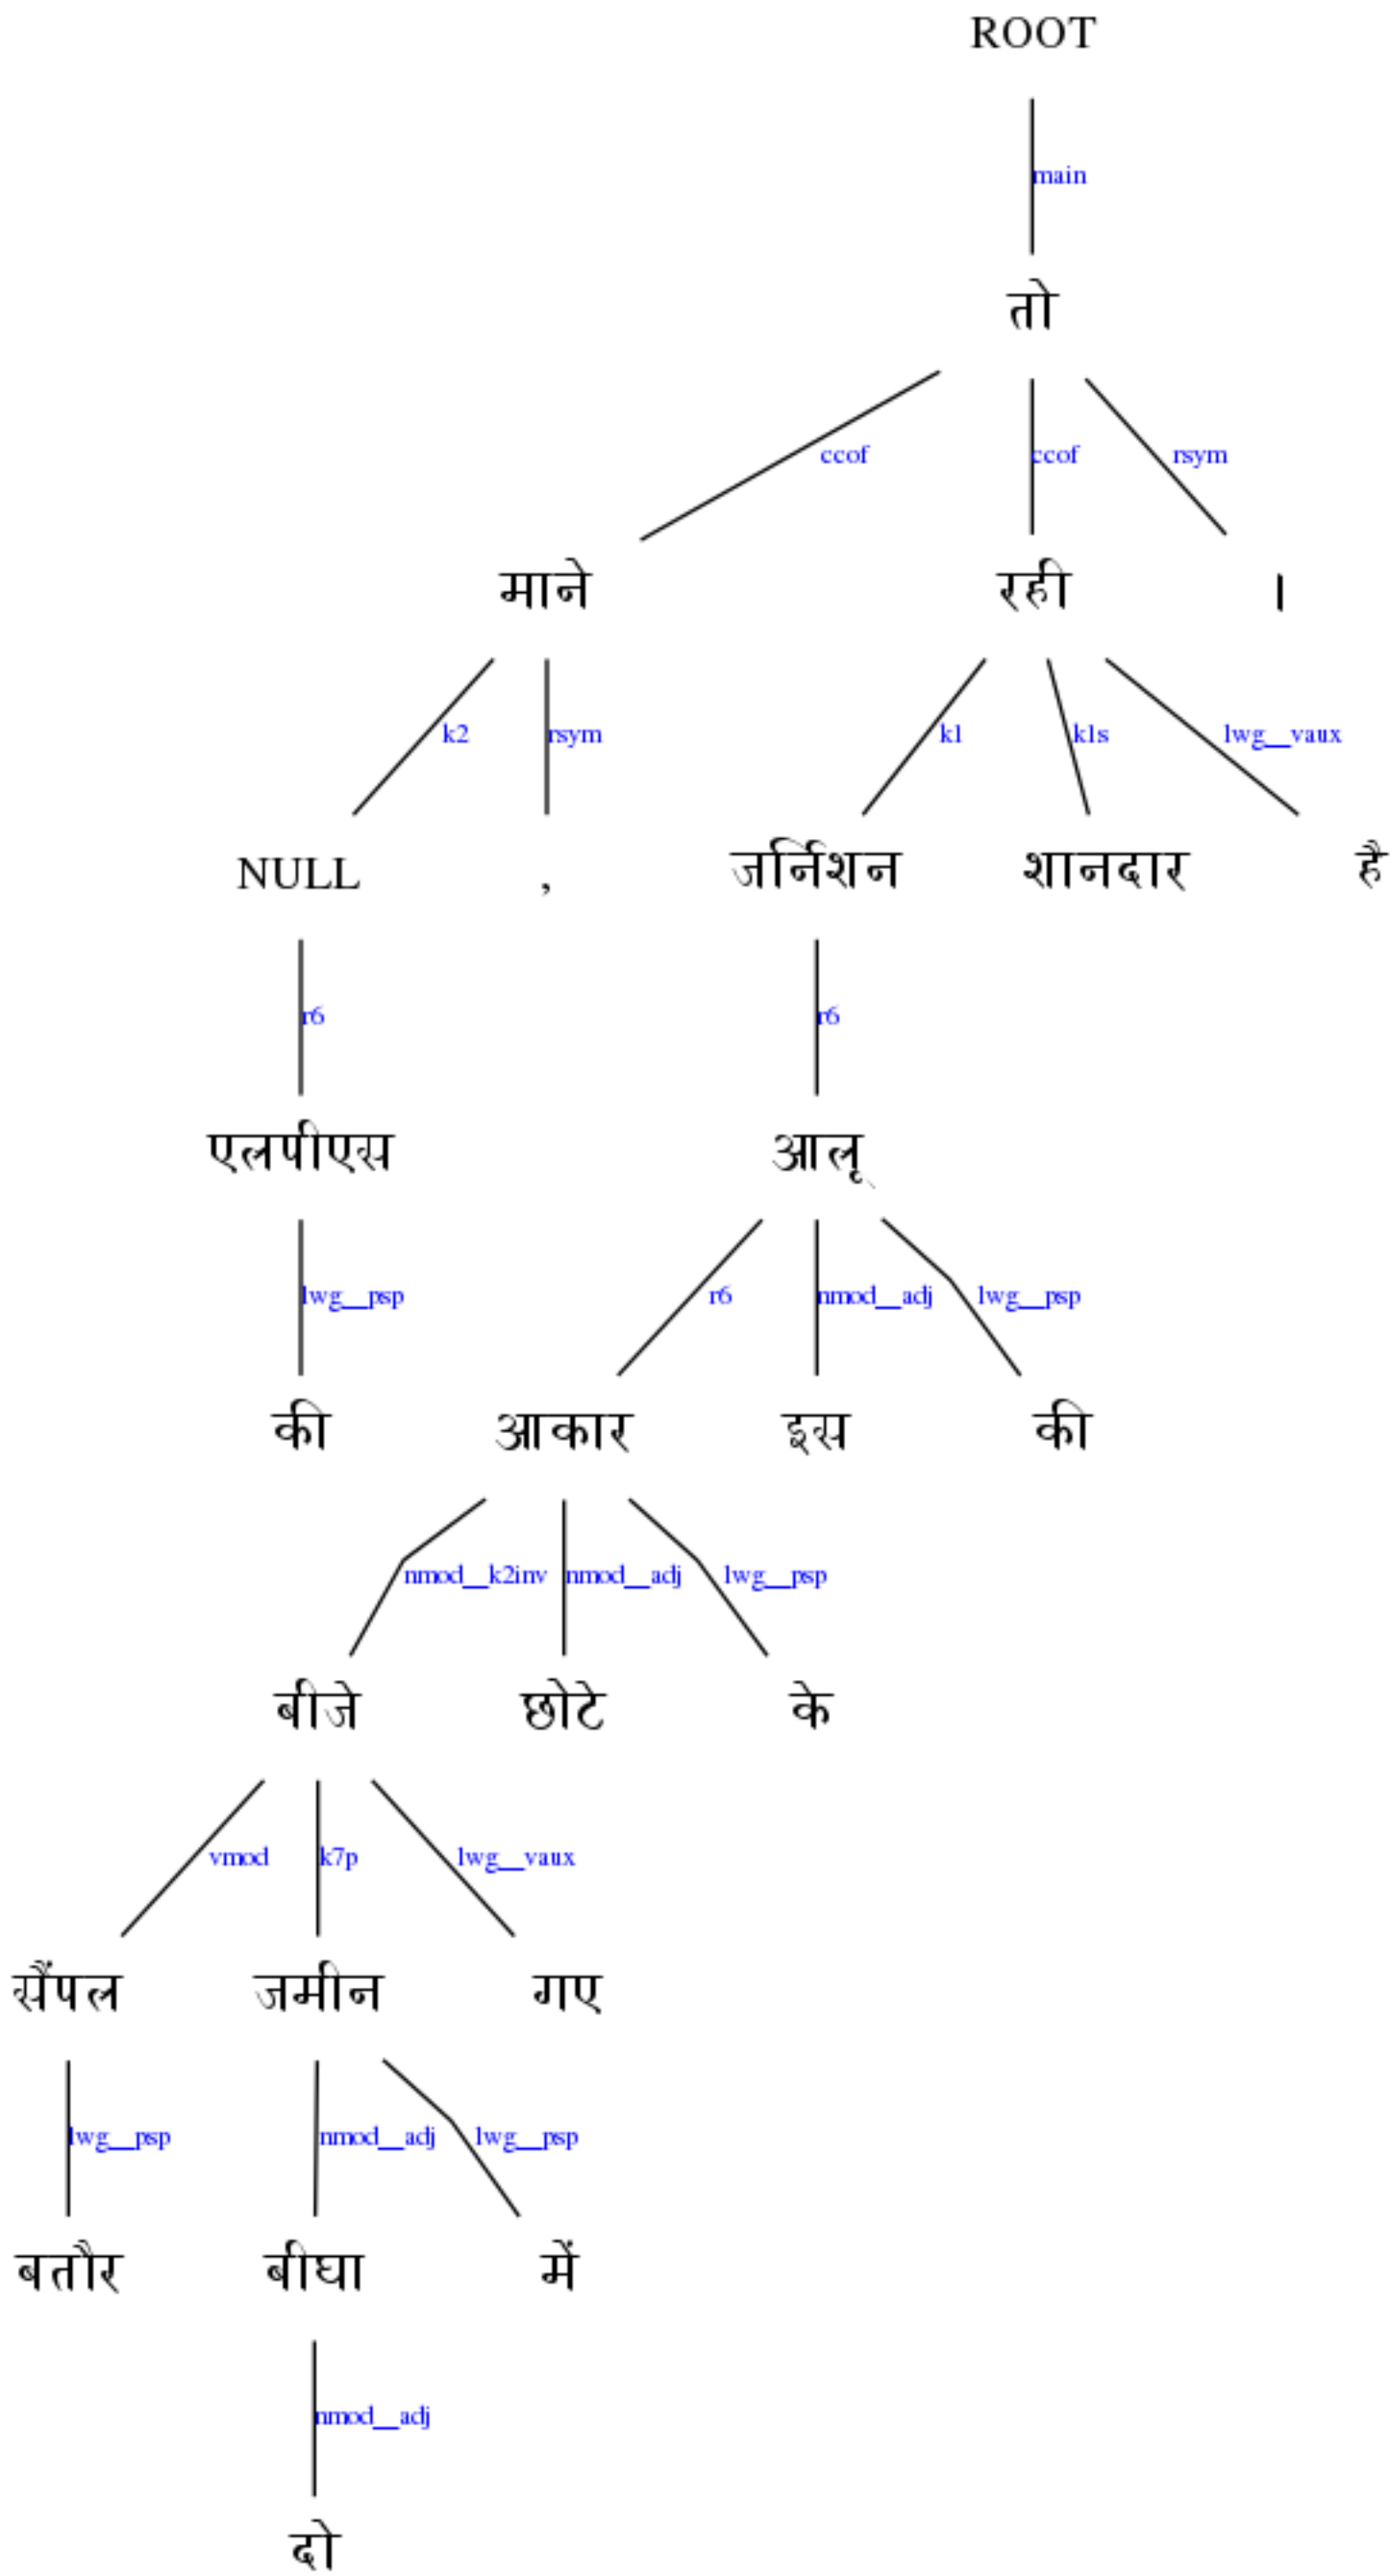 ROOT
main
तो
ccof ccof rsym
माने रही ।
k2 rsym k1 k1s lwg__vaux
NULL , जर्निशन शानदार है
r6 r6
एलपीएस आलू
lwg__psp r6 nmod__adj lwg__psp
की आकार इस की
nmod__k2inv nmod__adj lwg__psp
बीजे छोटे के
vmod k7p lwg__vaux
सैंपल जमीन गए
lwg__psp nmod__adj lwg__psp
बतौर बीघा में
nmod__adj
दो